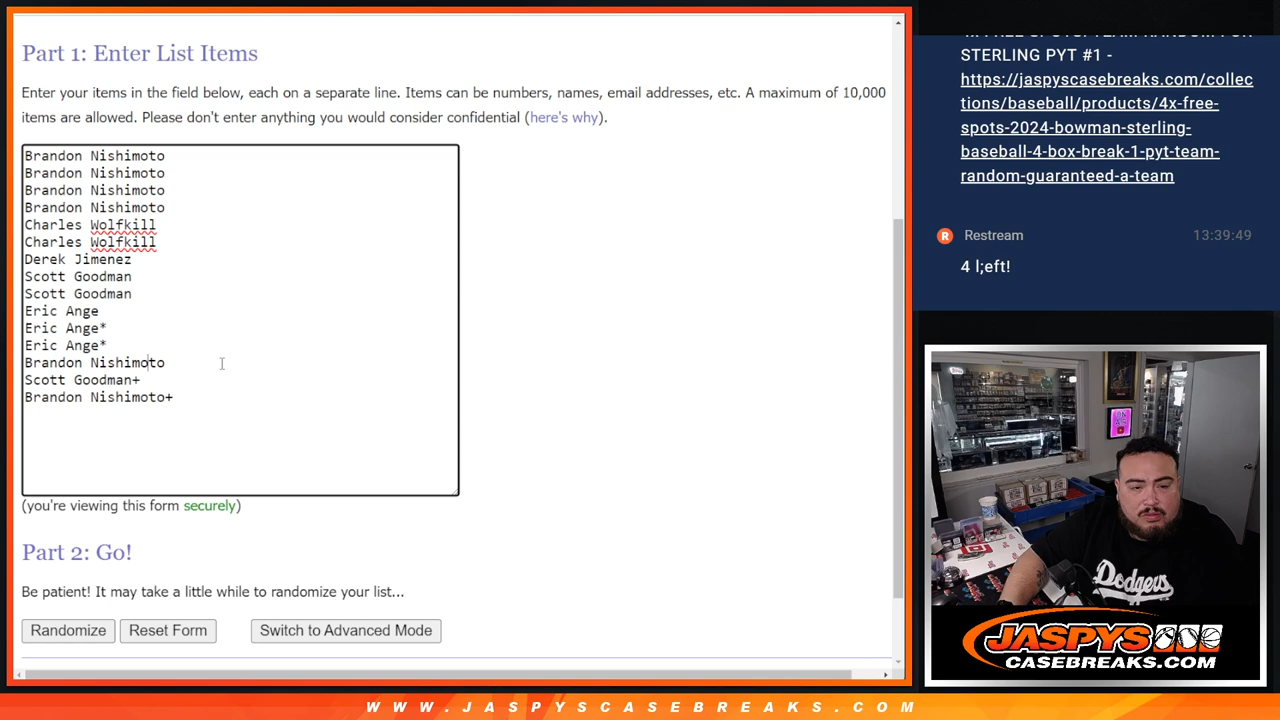 Part 1: Enter List Items
Enter your items in the field below, each on a separate line. Items can be numbers, names, email addresses, etc. A maximum of 10,000
items are allowed. Please don't enter anything you would consider confidential (here's why).
Brandon Nishimoto
Brandon Nishimoto
Brandon Nishimoto
Brandon Nishimoto
Charles Wolfkill
Charles Wolfkill
Derek Jimenez
Scott Goodman
Scott Goodman
Eric Ange
Eric Ange*
Eric Ange*
Brandon Nishimoto
Scott Goodman+
Brandon Nishimoto+
(you're viewing this form securely)
Part 2: Go!
Be patient! It may take a little while to randomize your list...
Randomize
Reset Form
Switch to Advanced Mode
STERLING PYT #1 -
https://jaspyscasebreaks.com/collec
tions/baseball/products/4x-free-
spots-2024-bowman-sterling-
baseball-4-box-break-1-pyt-team-
random-guaranteed-a-team
R Restream 13:39:49
4 l;eft!
Dodgers
JASPYS
CASEBREAKS.COM
WWW.JASPYSCASEBREAKS.COM